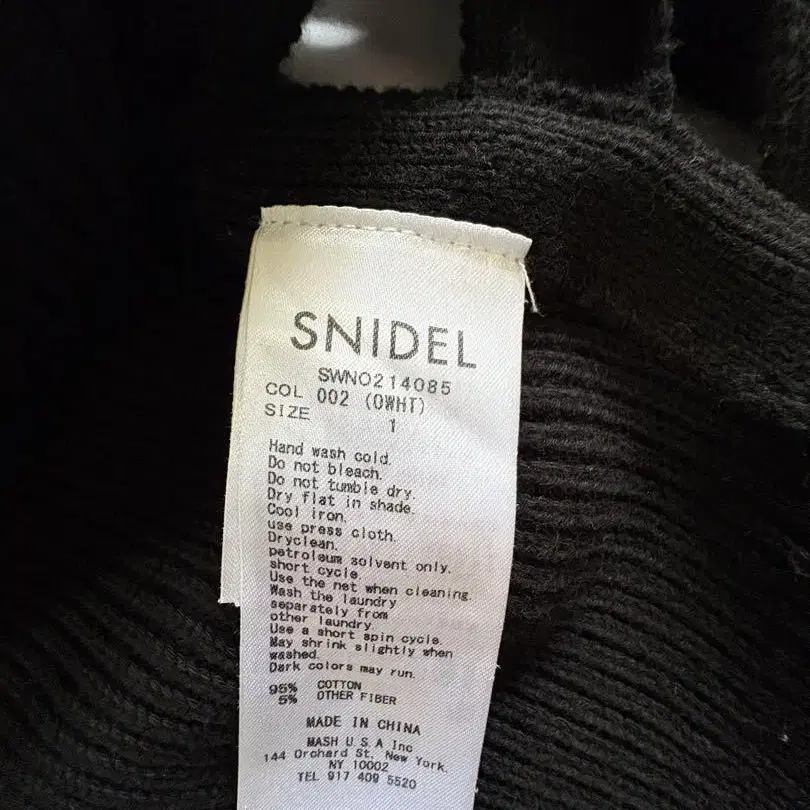 SNIDEL
SWNO214085
COL 002 (OWHT)
SIZE 1
Hand wash cold.
Do not bleach.
Do not tumble dry.
Dry flat in shade.
Cool iron.
use press cloth.
Dryclean.
petroleum solvent only.
short cycle.
Use the net when cleaning.
Wash the laundry
separately from
other laundry.
Use a short spin cycle.
May shrink slightly when
washed.
Dark colors may run.
95% COTTON
5% OTHER FIBER
MADE IN CHINA
MASH U.S.A Inc
144 Orchard St, New York.
NY 10002
TEL 917 409 5520